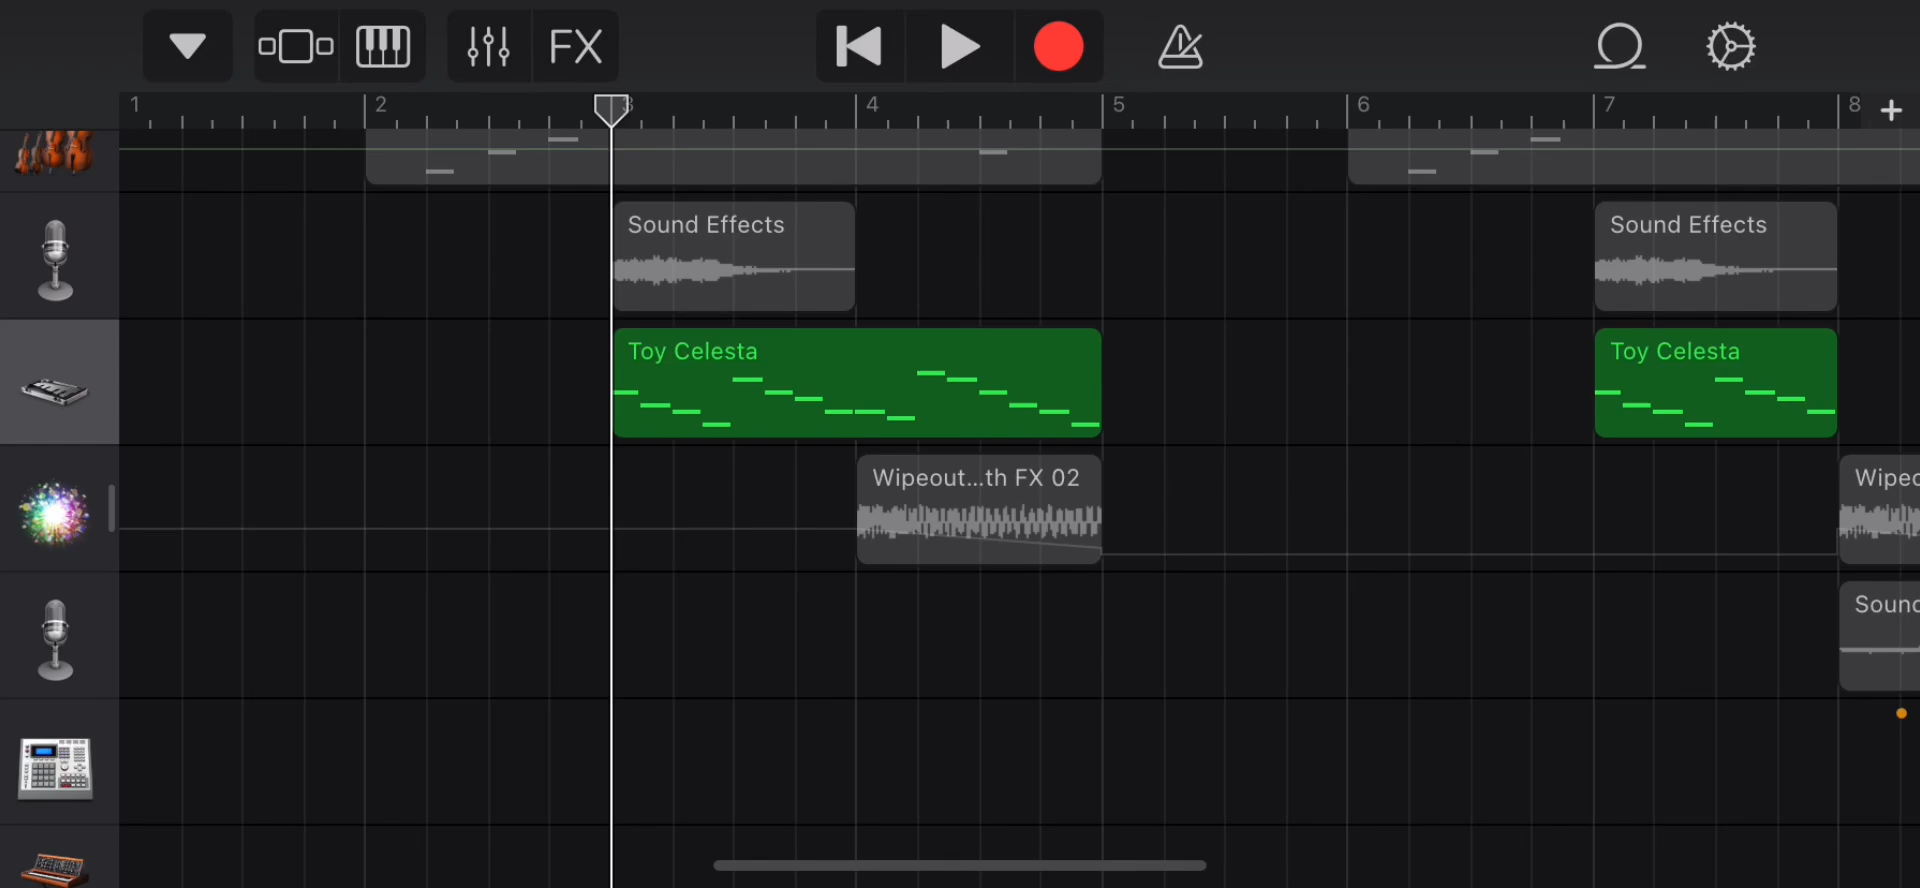 FX
1 2 3 4 5 6 7 8 +
Sound Effects Sound Effects
Toy Celesta Toy Celesta
Wipeout...th FX 02 Wipeo
Sound